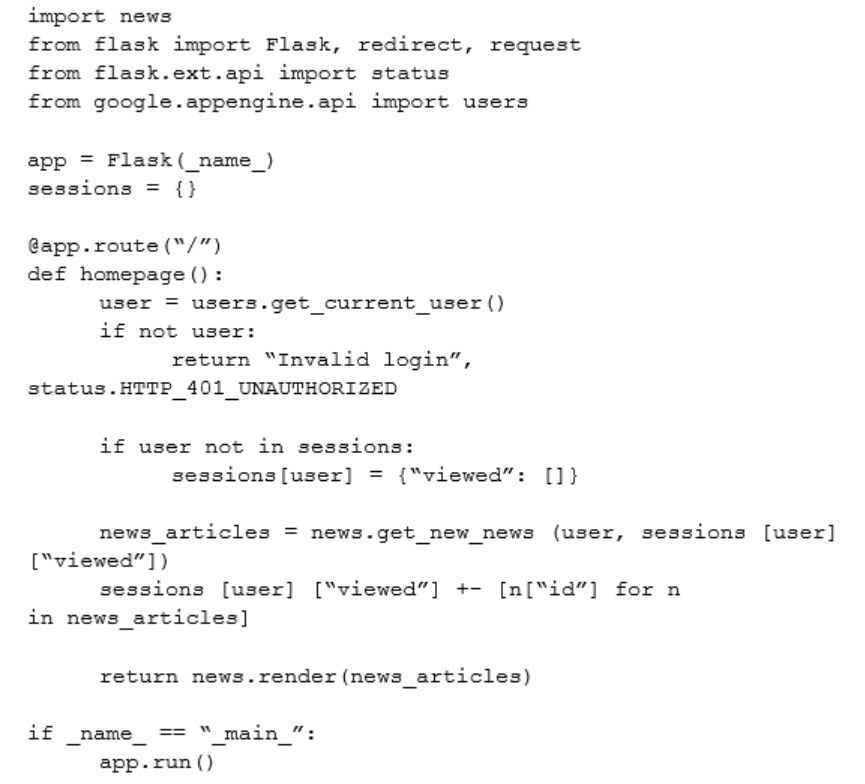 import news
from flask import Flask, redirect, request
from flask.ext.api import status
from google.appengine.api import users
app = Flask(_name_)
sessions = {}
@app.route(“/”)
def homepage():
user = users.get_current_user()
if not user:
return “Invalid login”,
status.HTTP_401_UNAUTHORIZED
if user not in sessions:
sessions[user] = {“viewed”: []}
news_articles = news.get_new_news (user, sessions [user]
[“viewed”])
sessions [user] [“viewed”] +- [n[“id”] for n
in news_articles]
return news.render(news_articles)
if _name_ == “_main_”:
app.run()